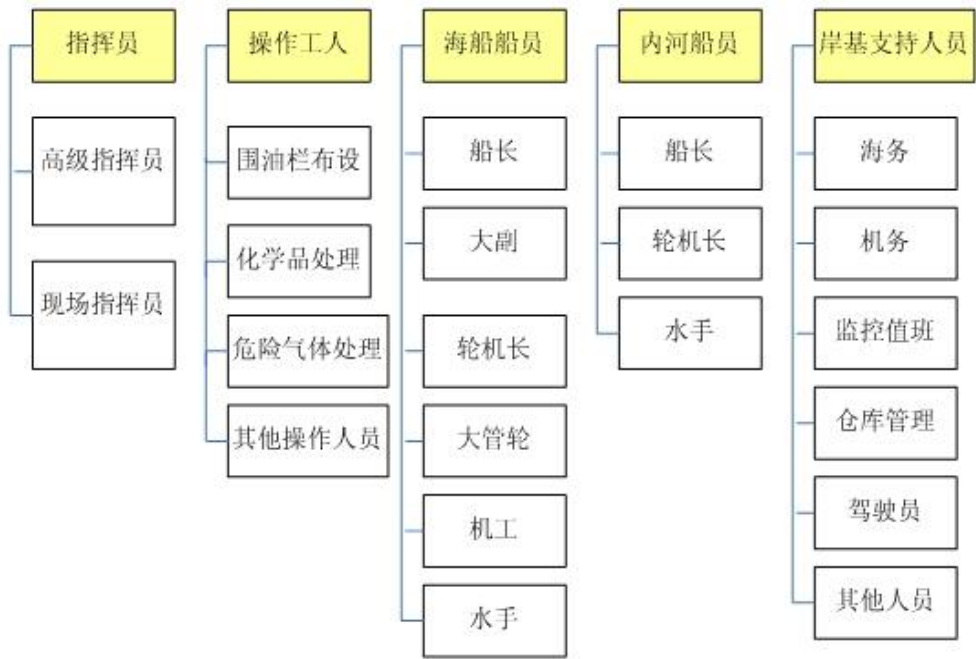 指挥员
高级指挥员
现场指挥员
操作工人
围油栏布设
化学品处理
危险气体处理
其他操作人员
海船船员
船长
大副
轮机长
大管轮
机工
水手
内河船员
船长
轮机长
水手
岸基支持人员
海务
机务
监控值班
仓库管理
驾驶员
其他人员